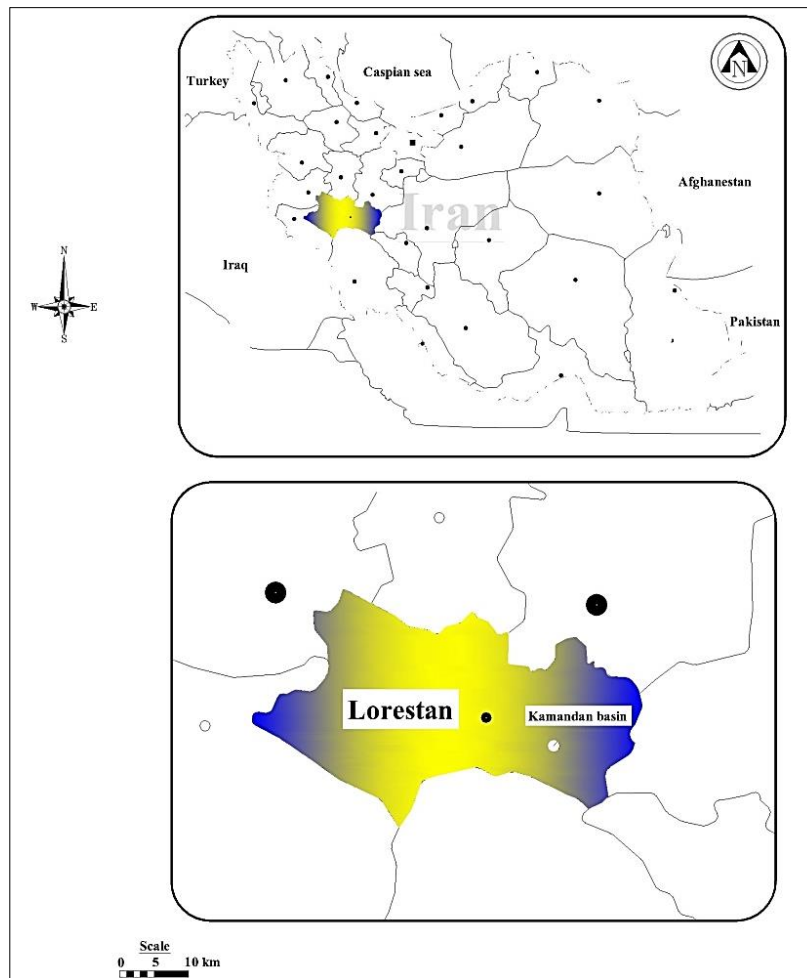 Turkey
Caspian sea
N
Afghanestan
Iran
Iraq
Pakistan
N
W E
S
Lorestan
Kamandan basin
Scale
0 5 10 km